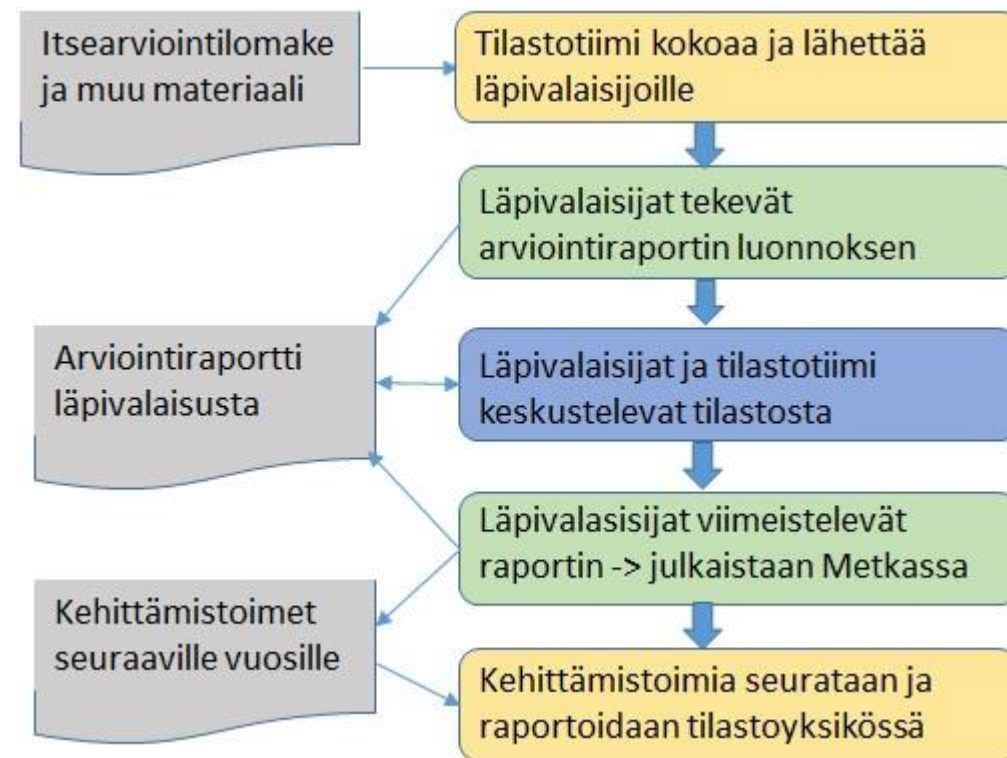 Itsearviointilomake
ja muu materiaali
Tilastotiimi kokoaa ja lähettää
läpivalaisijoille
Läpivalaisijat tekevät
arviointiraportin luonnoksen
Arviointiraportti
läpivalaisusta
Läpivalaisijat ja tilastotiimi
keskustelevat tilastosta
Läpivalasisijat viimeistelevät
raportin -> julkaistaan Metkassa
Kehittämistoimet
seuraaville vuosille
Kehittämistoimia seurataan ja
raportoidaan tilastoyksikössä